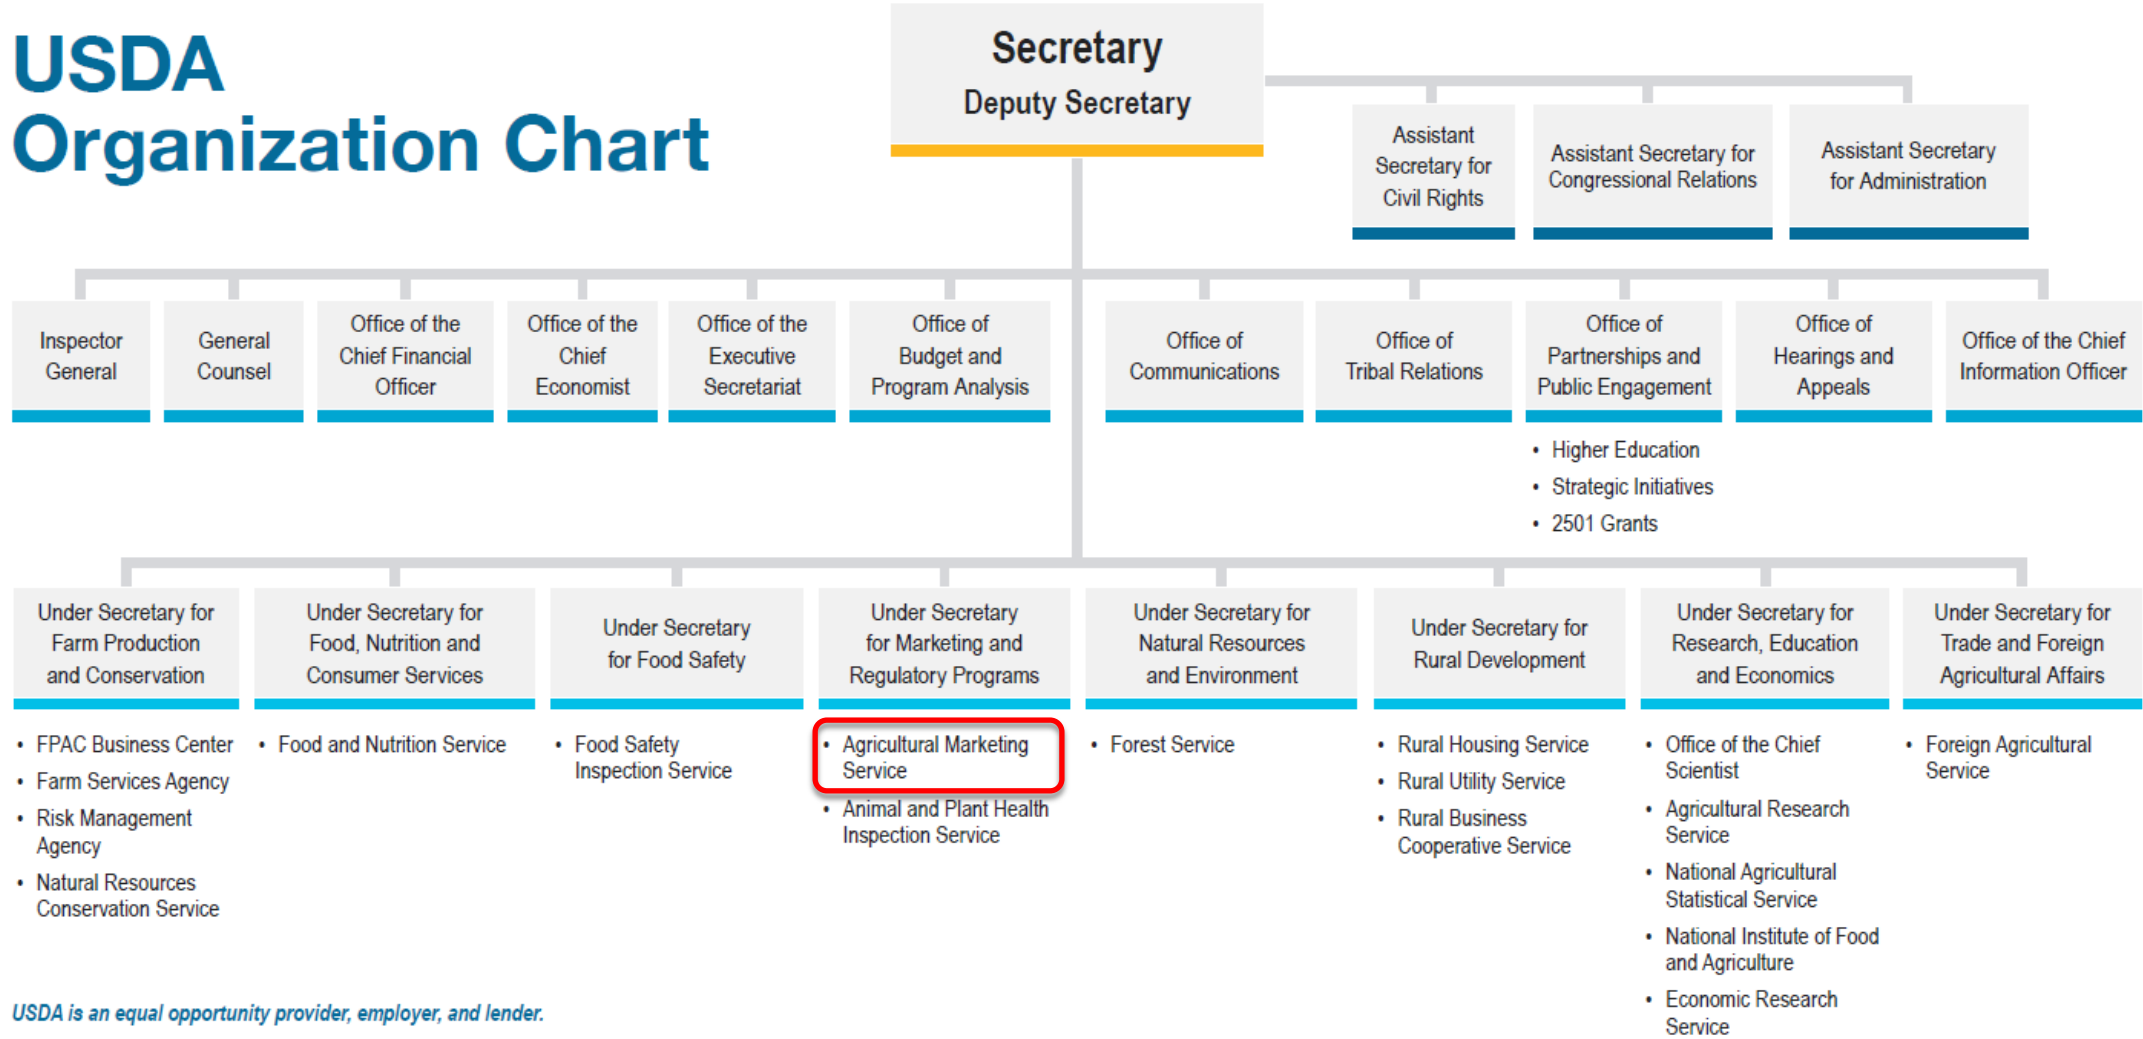 USDA
Organization Chart
Secretary
Deputy Secretary
Assistant
Secretary for
Civil Rights
Assistant Secretary for
Congressional Relations
Assistant Secretary
for Administration
Inspector
General
General
Counsel
Office of the
Chief Financial
Officer
Office of the
Chief
Economist
Office of the
Executive
Secretariat
Office of
Budget and
Program Analysis
Office of
Communications
Office of
Tribal Relations
Office of
Partnerships and
Public Engagement
• Higher Education
• Strategic Initiatives
• 2501 Grants
Office of
Hearings and
Appeals
Office of the Chief
Information Officer
Under Secretary for
Farm Production
and Conservation
• FPAC Business Center
• Farm Services Agency
• Risk Management
Agency
• Natural Resources
Conservation Service
Under Secretary for
Food, Nutrition and
Consumer Services
• Food and Nutrition Service
Under Secretary
for Food Safety
• Food Safety
Inspection Service
Under Secretary
for Marketing and
Regulatory Programs
• Agricultural Marketing
Service
• Animal and Plant Health
Inspection Service
Under Secretary for
Natural Resources
and Environment
• Forest Service
Under Secretary for
Rural Development
• Rural Housing Service
• Rural Utility Service
• Rural Business
Cooperative Service
Under Secretary for
Research, Education
and Economics
• Office of the Chief
Scientist
• Agricultural Research
Service
• National Agricultural
Statistical Service
• National Institute of Food
and Agriculture
• Economic Research
Service
Under Secretary for
Trade and Foreign
Agricultural Affairs
• Foreign Agricultural
Service
USDA is an equal opportunity provider, employer, and lender.